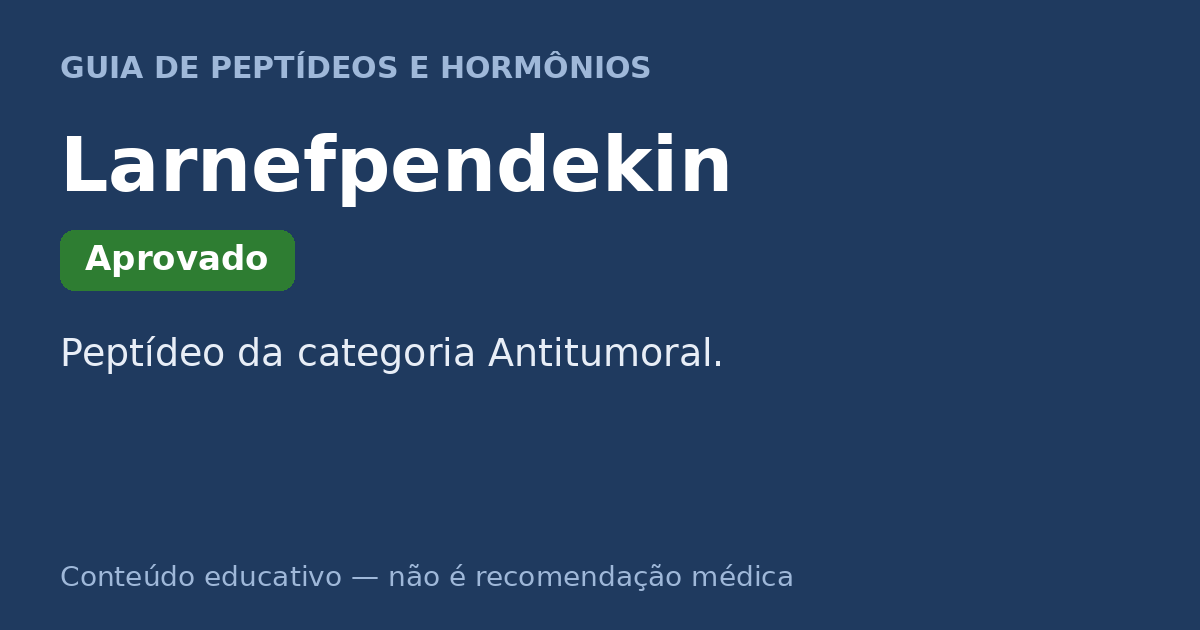 GUIA DE PEPTÍDEOS E HORMÔNIOS
Larnefpendekin
Aprovado
Peptídeo da categoria Antitumoral.
Conteúdo educativo — não é recomendação médica